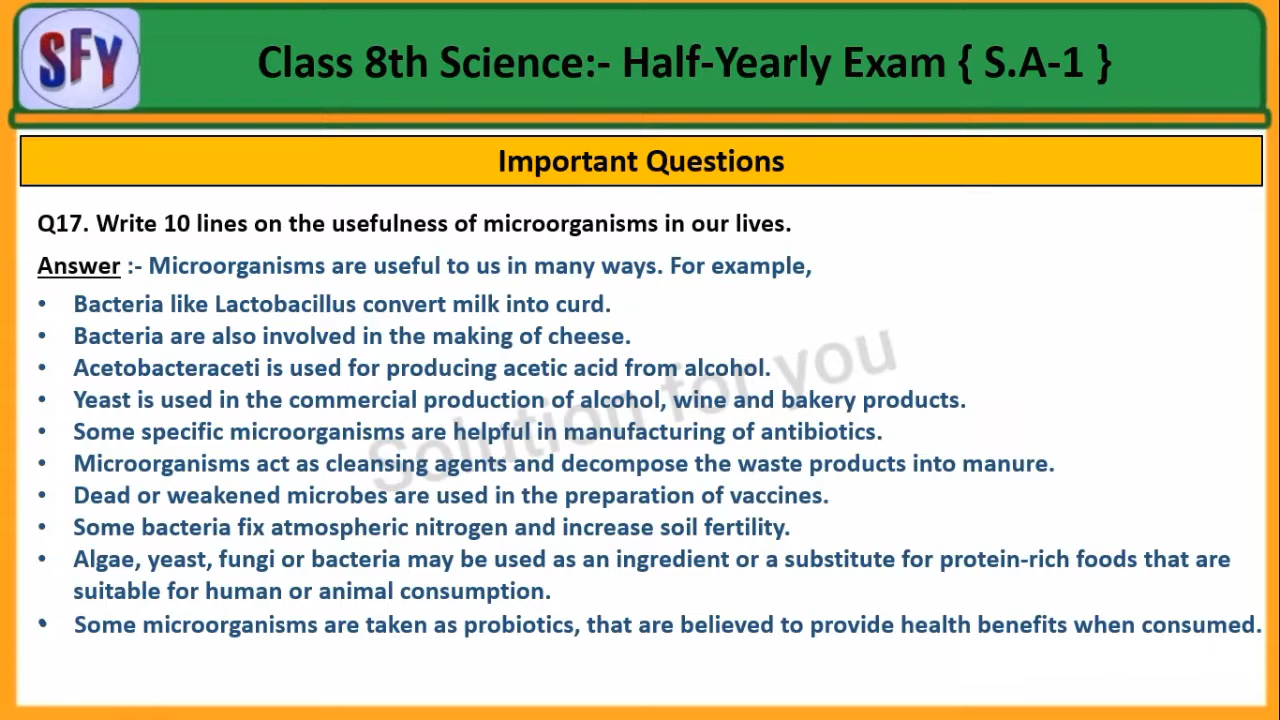 SFY
Class 8th Science:- Half-Yearly Exam { S.A-1 }
Important Questions
Q17. Write 10 lines on the usefulness of microorganisms in our lives.
Answer :- Microorganisms are useful to us in many ways. For example,
• Bacteria like Lactobacillus convert milk into curd.
• Bacteria are also involved in the making of cheese.
• Acetobacteraceti is used for producing acetic acid from alcohol.
• Yeast is used in the commercial production of alcohol, wine and bakery products.
• Some specific microorganisms are helpful in manufacturing of antibiotics.
• Microorganisms act as cleansing agents and decompose the waste products into manure.
• Dead or weakened microbes are used in the preparation of vaccines.
• Some bacteria fix atmospheric nitrogen and increase soil fertility.
• Algae, yeast, fungi or bacteria may be used as an ingredient or a substitute for protein-rich foods that are
suitable for human or animal consumption.
• Some microorganisms are taken as probiotics, that are believed to provide health benefits when consumed.
Solution for you